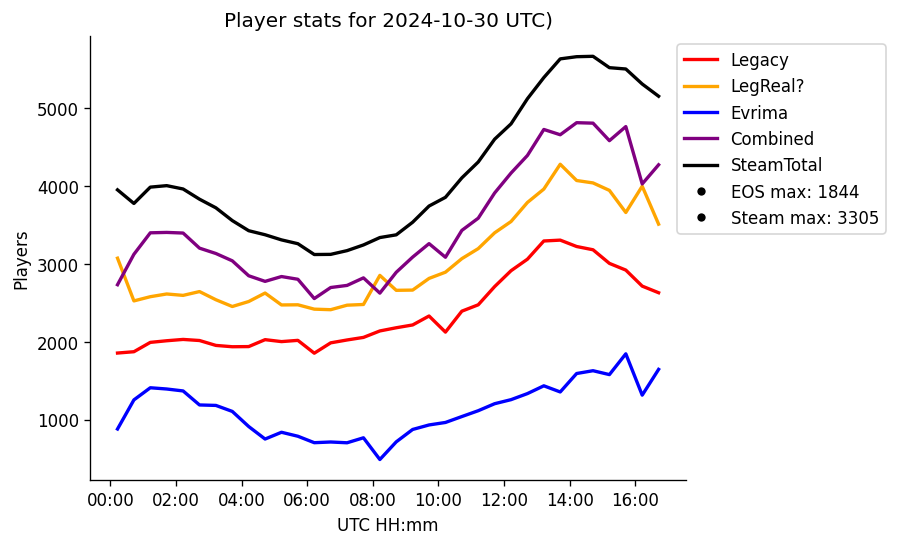 Player stats for 2024-10-30 UTC)
Players
5000
4000
3000
2000
1000
00:00 02:00 04:00 06:00 08:00 10:00 12:00 14:00 16:00
UTC HH:mm
Legacy
LegReal?
Evrima
Combined
SteamTotal
EOS max: 1844
Steam max: 3305